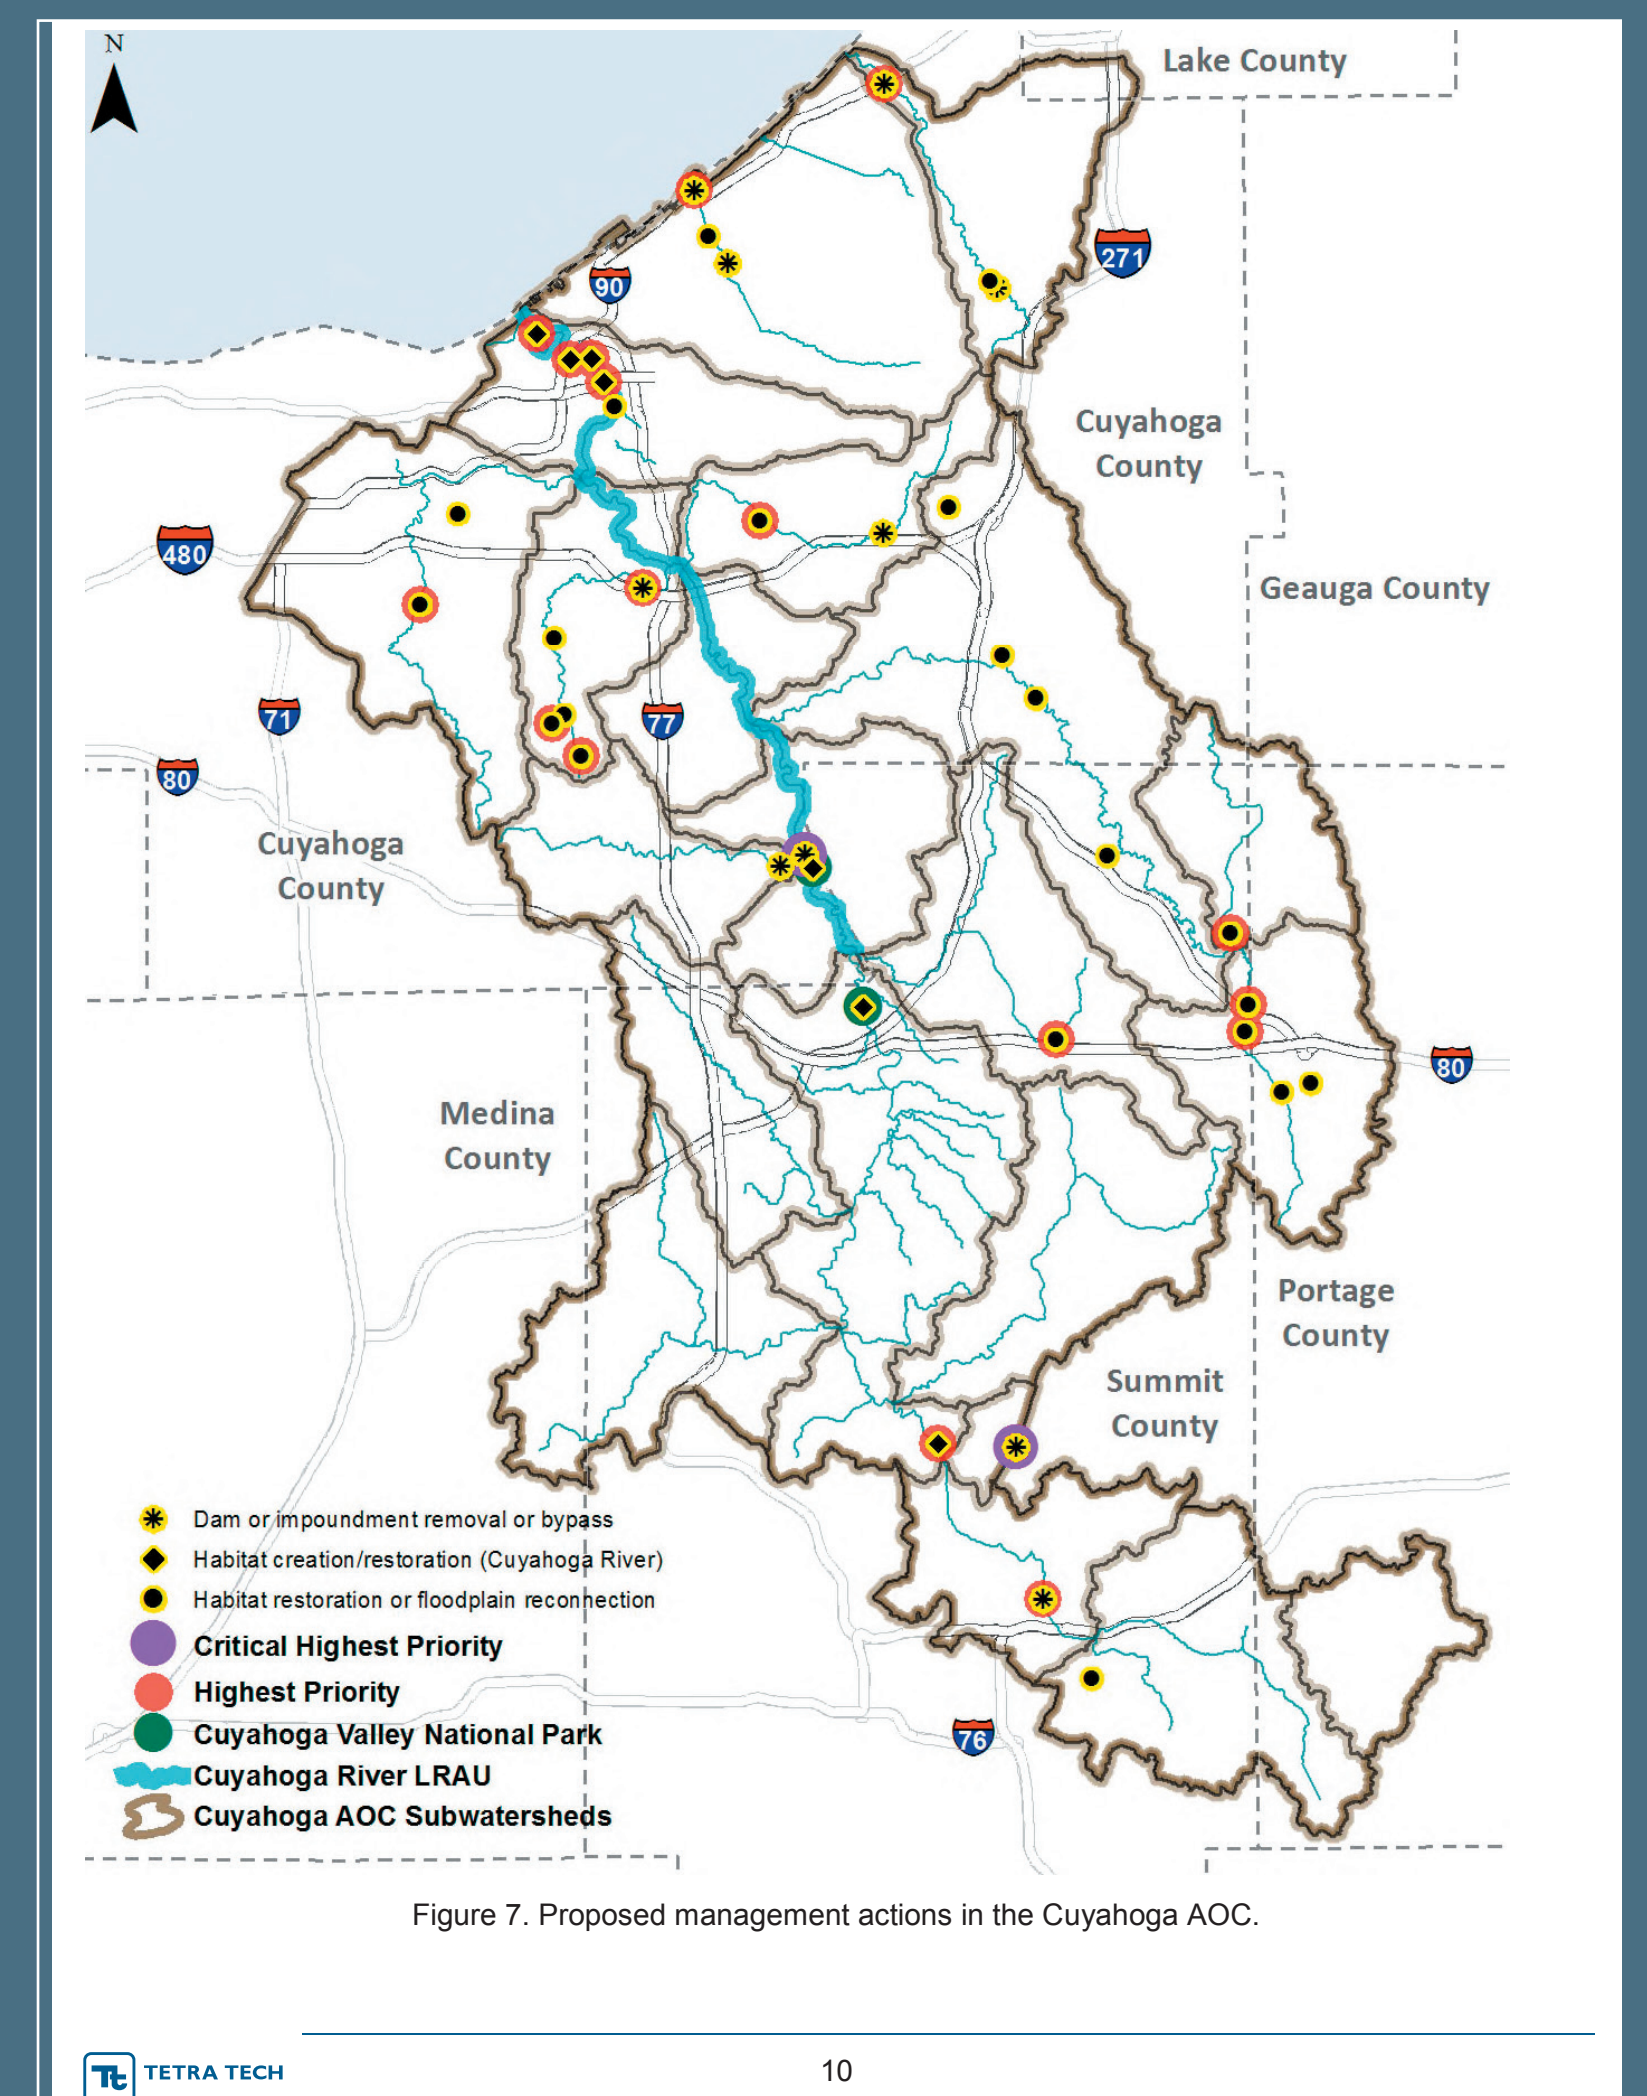 N
Lake County
271
90
Cuyahoga
County
480
Geauga County
71
77
80
Cuyahoga
County
80
Medina
County
Portage
County
Summit
County
Dam or impoundment removal or bypass
Habitat creation/restoration (Cuyahoga River)
Habitat restoration or floodplain reconnection
Critical Highest Priority
Highest Priority
Cuyahoga Valley National Park
76
Cuyahoga River LRAU
Cuyahoga AOC Subwatersheds
Figure 7. Proposed management actions in the Cuyahoga AOC.
Tt TETRA TECH
10